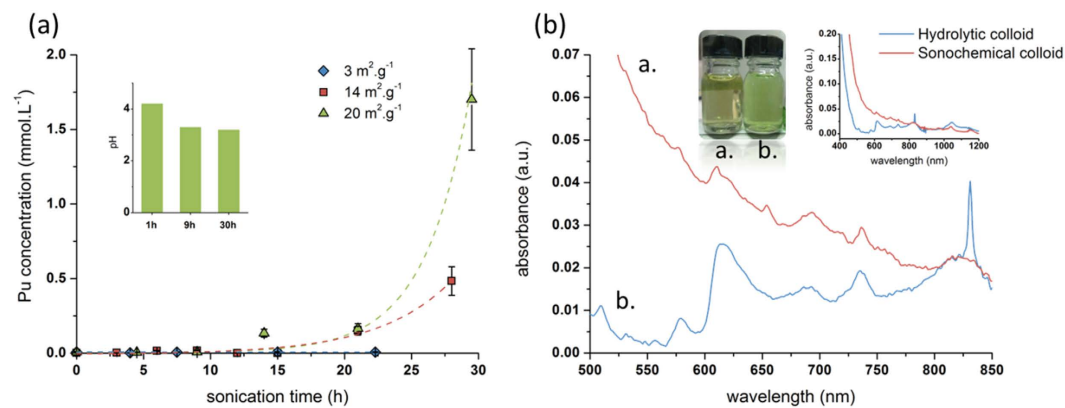 (a)
2.0
1.5
1.0
0.5
0.0
Pu concentration (mmol.L⁻¹)
0 5 10 15 20 25 30
sonication time (h)
3 m².g⁻¹
14 m².g⁻¹
20 m².g⁻¹
4
2
0
pH
1h 9h 30h
(b)
0.07
0.06
0.05
0.04
0.03
0.02
0.01
0.00
absorbance (a.u.)
500 550 600 650 700 750 800 850
wavelength (nm)
a.
b.
a. b.
Hydrolytic colloid
Sonochemical colloid
0.20
0.15
0.10
0.05
0.00
absorbance (a.u.)
400 600 800 1000 1200
wavelength (nm)